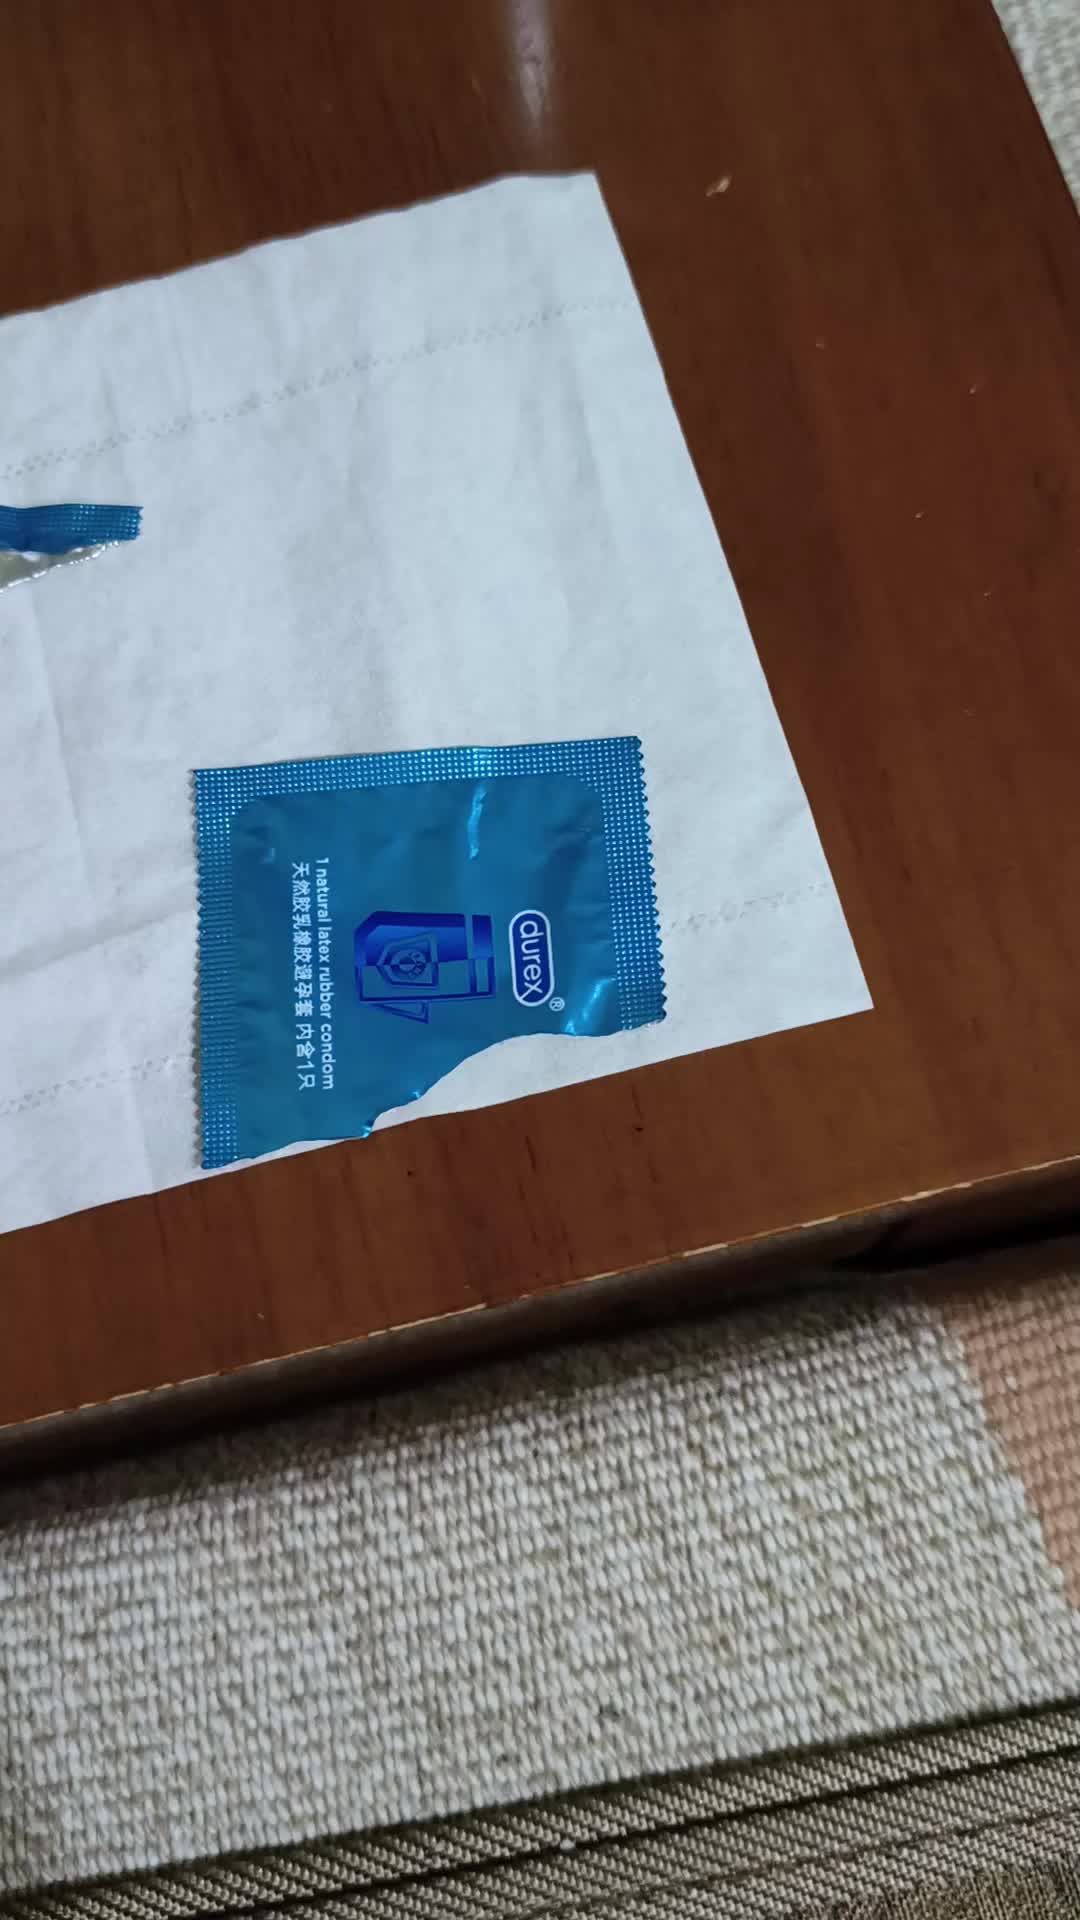 durex®
1 natural latex rubber condom
天然胶乳橡胶避孕套 内含1只